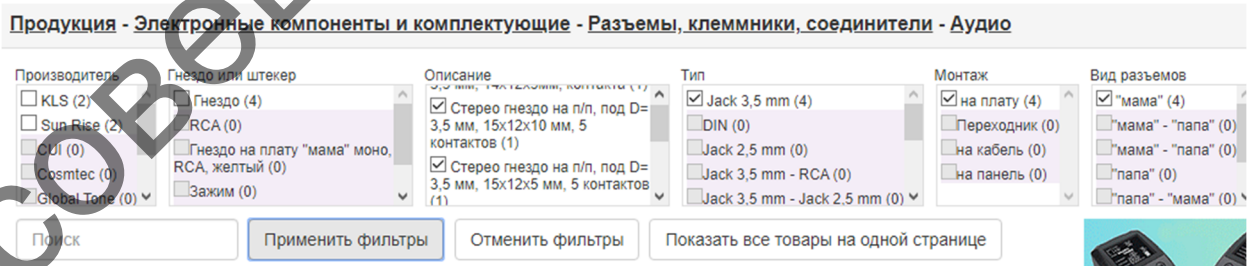 Продукция - Электронные компоненты и комплектующие - Разъемы, клеммники, соединители - Аудио
Производитель
KLS (2)
Sun Rise (2)
CUI (0)
Cosmtec (0)
Global Tone (0)
Гнездо или штекер
Гнездо (4)
RCA (0)
Гнездо на плату "мама" моно,
RCA, желтый (0)
Зажим (0)
Описание
Стерео гнездо на п/п, под D=
3,5 мм, 15x12x10 мм, 5
контактов (1)
Стерео гнездо на п/п, под D=
3,5 мм, 15x12x5 мм, 5 контактов
(1)
Тип
Jack 3,5 mm (4)
DIN (0)
Jack 2,5 mm (0)
Jack 3,5 mm - RCA (0)
Jack 3,5 mm - Jack 2,5 mm (0)
Монтаж
на плату (4)
Переходник (0)
на кабель (0)
на панель (0)
Вид разъемов
"мама" (4)
"мама" - "папа" (0)
"мама" - "папа" (0)
"папа" (0)
"папа" - "мама" (0)
Поиск
Применить фильтры
Отменить фильтры
Показать все товары на одной странице